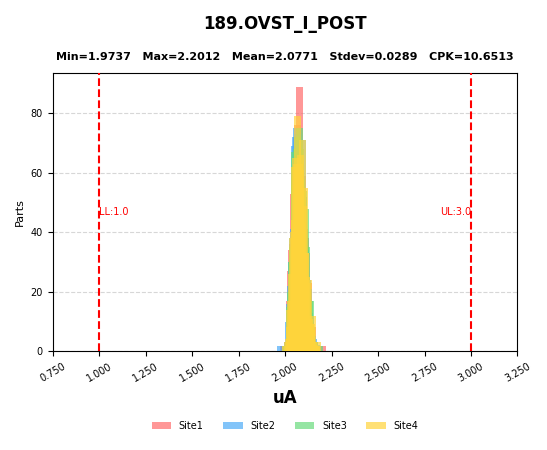 189.OVST_I_POST
Min=1.9737 Max=2.2012 Mean=2.0771 Stdev=0.0289 CPK=10.6513
80
60
40
20
0
Parts
LL:1.0
UL:3.0
0.750 1.000 1.250 1.500 1.750 2.000 2.250 2.500 2.750 3.000 3.250
uA
Site1 Site2 Site3 Site4